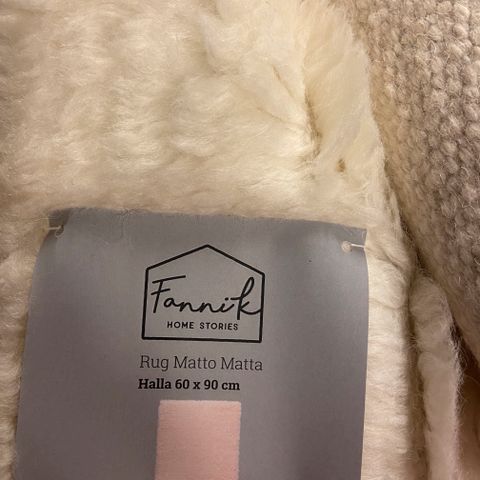 Fannik
HOME STORIES
Rug Matto Matta
Halla 60 x 90 cm